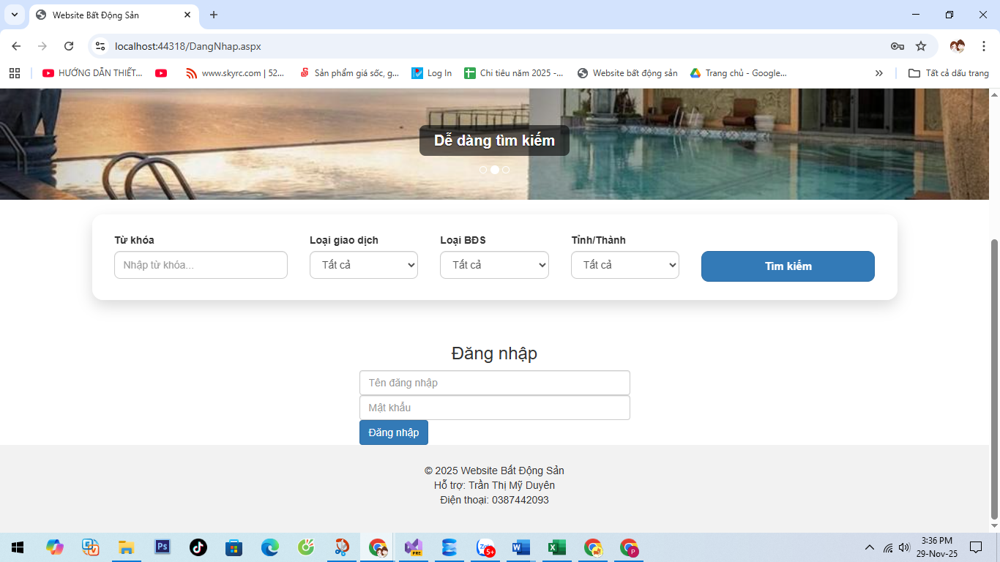 Website Bất Động Sản
localhost:44318/DangNhap.aspx
HƯỚNG DẪN THIẾT... www.skyrc.com | 52... Sản phẩm giá sốc, g... Log In Chi tiêu năm 2025 -... Website bất động sản Trang chủ - Google... Tất cả dấu trang
Dễ dàng tìm kiếm
Từ khóa Loại giao dịch Loại BĐS Tỉnh/Thành
Nhập từ khóa... Tất cả Tất cả Tất cả Tìm kiếm
Đăng nhập
Tên đăng nhập
Mật khẩu
Đăng nhập
© 2025 Website Bất Động Sản
Hỗ trợ: Trần Thị Mỹ Duyên
Điện thoại: 0387442093
Ps PRE Zalo 5+ W X P
3:36 PM
29-Nov-25